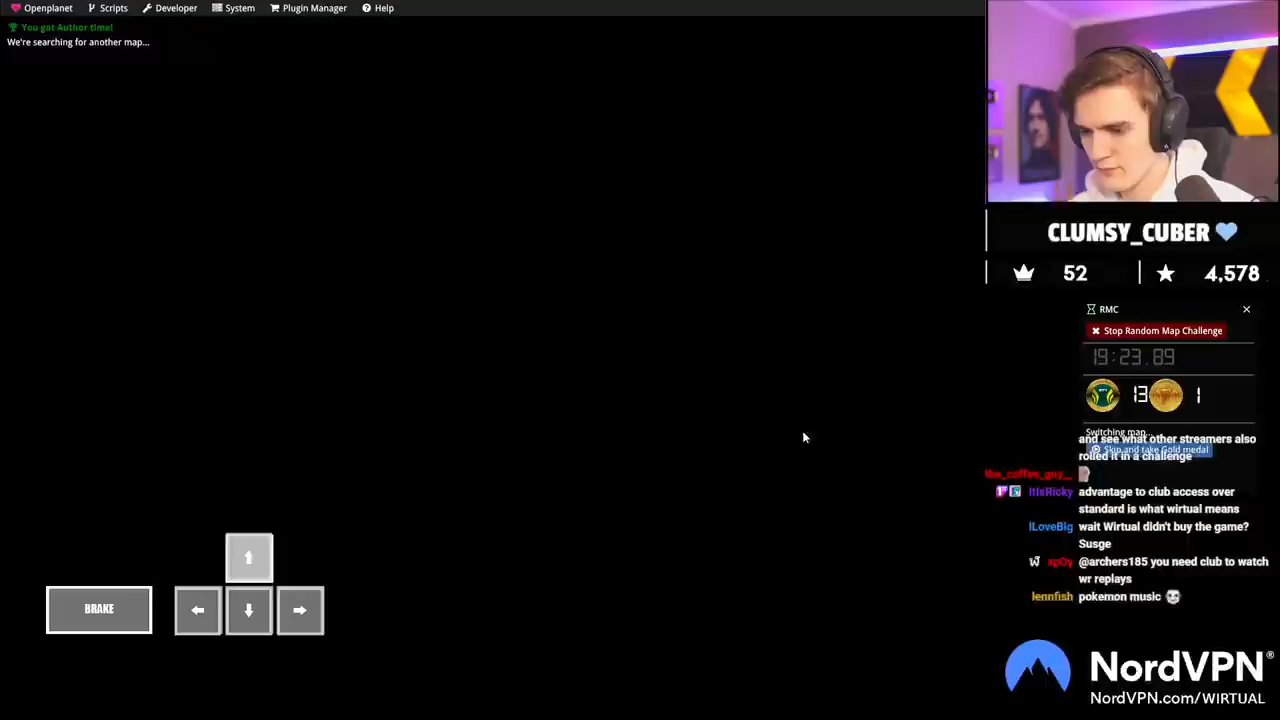 Openplanet Scripts Developer System Plugin Manager Help
You got Author time!
We're searching for another map...
CLUMSY_CUBER
52 4,578
RMC
Stop Random Map Challenge
19:23.89
13 1
Switching map...
Skip and take Gold medal
and see what other streamers also
rolled it in a challenge
the_coffee_guy_
ItIsRicky advantage to club access over
standard is what wirtual means
ILoveBig wait Wirtual didn't buy the game?
Susge
xpOy @archers185 you need club to watch
wr replays
lennfish pokemon music
BRAKE
NordVPN®
NordVPN.com/WIRTUAL